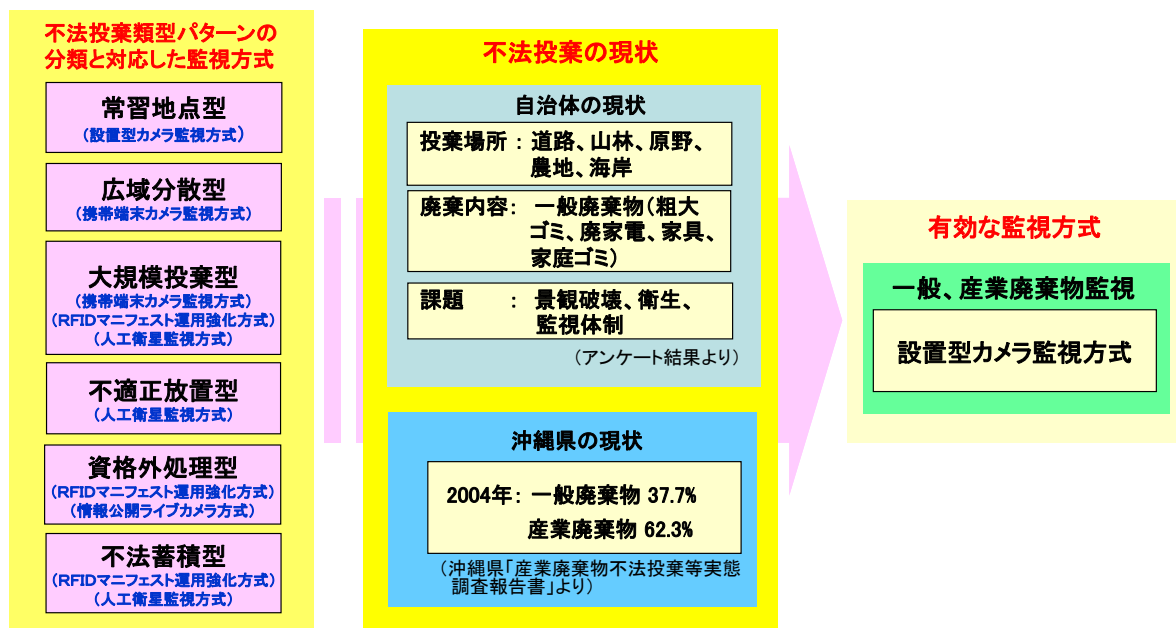 不法投棄類型パターンの
分類と対応した監視方式
常習地点型
(設置型カメラ監視方式)
広域分散型
(携帯端末カメラ監視方式)
大規模投棄型
(携帯端末カメラ監視方式)
(RFIDマニフェスト運用強化方式)
(人工衛星監視方式)
不適正放置型
(人工衛星監視方式)
資格外処理型
(RFIDマニフェスト運用強化方式)
(情報公開ライブカメラ方式)
不法蓄積型
(RFIDマニフェスト運用強化方式)
(人工衛星監視方式)
不法投棄の現状
自治体の現状
投棄場所 : 道路、山林、原野、
農地、海岸
廃棄内容: 一般廃棄物(粗大
ゴミ、廃家電、家具、
家庭ゴミ)
課題 : 景観破壊、衛生、
監視体制
(アンケート結果より)
沖縄県の現状
2004年: 一般廃棄物 37.7%
産業廃棄物 62.3%
(沖縄県「産業廃棄物不法投棄等実態
調査報告書」より)
有効な監視方式
一般、産業廃棄物監視
設置型カメラ監視方式